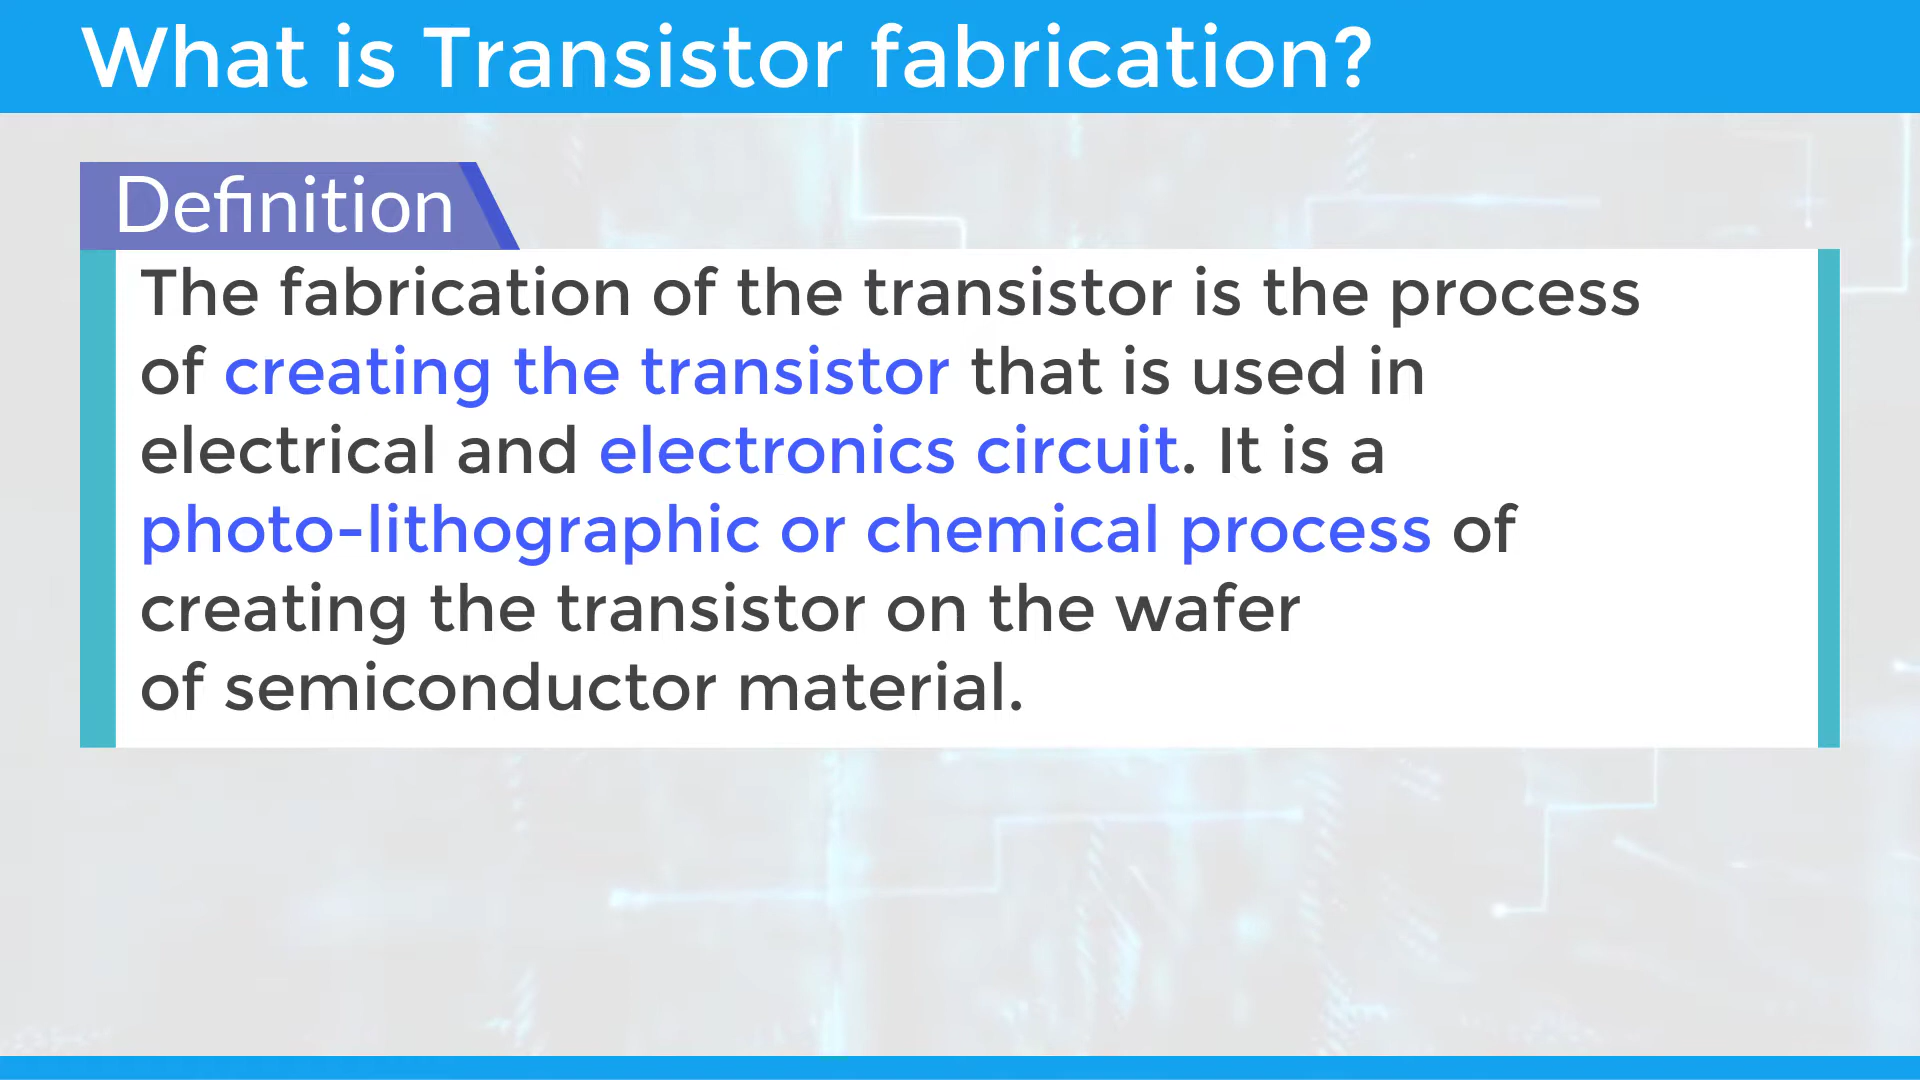 What is Transistor fabrication?
Definition
The fabrication of the transistor is the process
of creating the transistor that is used in
electrical and electronics circuit. It is a
photo-lithographic or chemical process of
creating the transistor on the wafer
of semiconductor material.